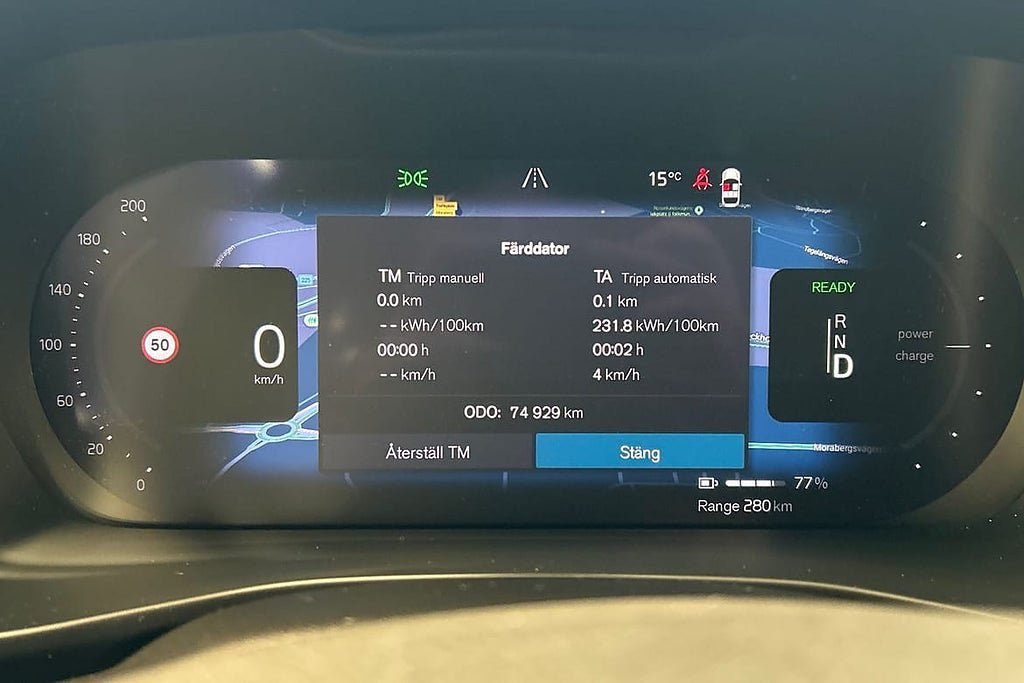 15°C
200
180
140
100
60
20
0
50
0
km/h
Färddator
TM Tripp manuell
0.0 km
-- kWh/100km
00:00 h
-- km/h
TA Tripp automatisk
0.1 km
231.8 kWh/100km
00:02 h
4 km/h
ODO: 74 929 km
Återställ TM
Stäng
READY
R
N
D
power
charge
Morabergsvägen
77%
Range 280 km